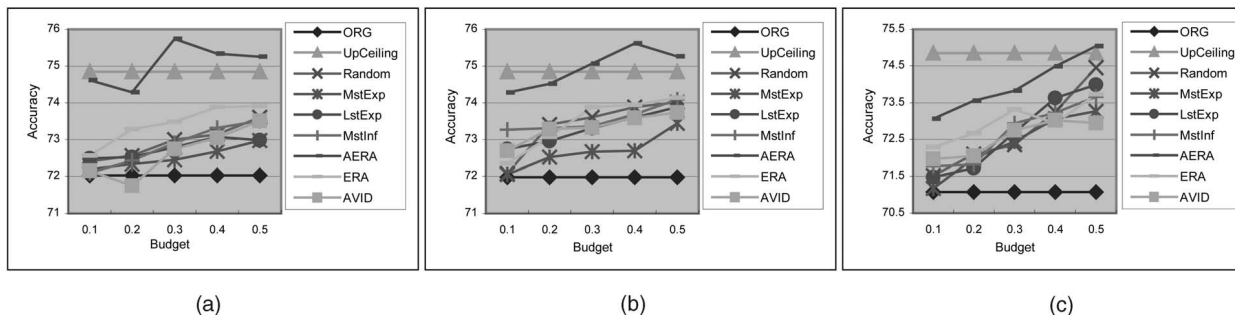 76
75
74
73
72
71
Accuracy
0.1 0.2 0.3 0.4 0.5
Budget
ORG
UpCeiling
Random
MstExp
LstExp
MstInf
AERA
ERA
AVID
(a)
76
75
74
73
72
71
Accuracy
0.1 0.2 0.3 0.4 0.5
Budget
ORG
UpCeiling
Random
MstExp
LstExp
MstInf
AERA
ERA
AVID
(b)
75.5
74.5
73.5
72.5
71.5
70.5
Accuracy
0.1 0.2 0.3 0.4 0.5
Budget
ORG
UpCeiling
Random
MstExp
LstExp
MstInf
AERA
ERA
AVID
(c)